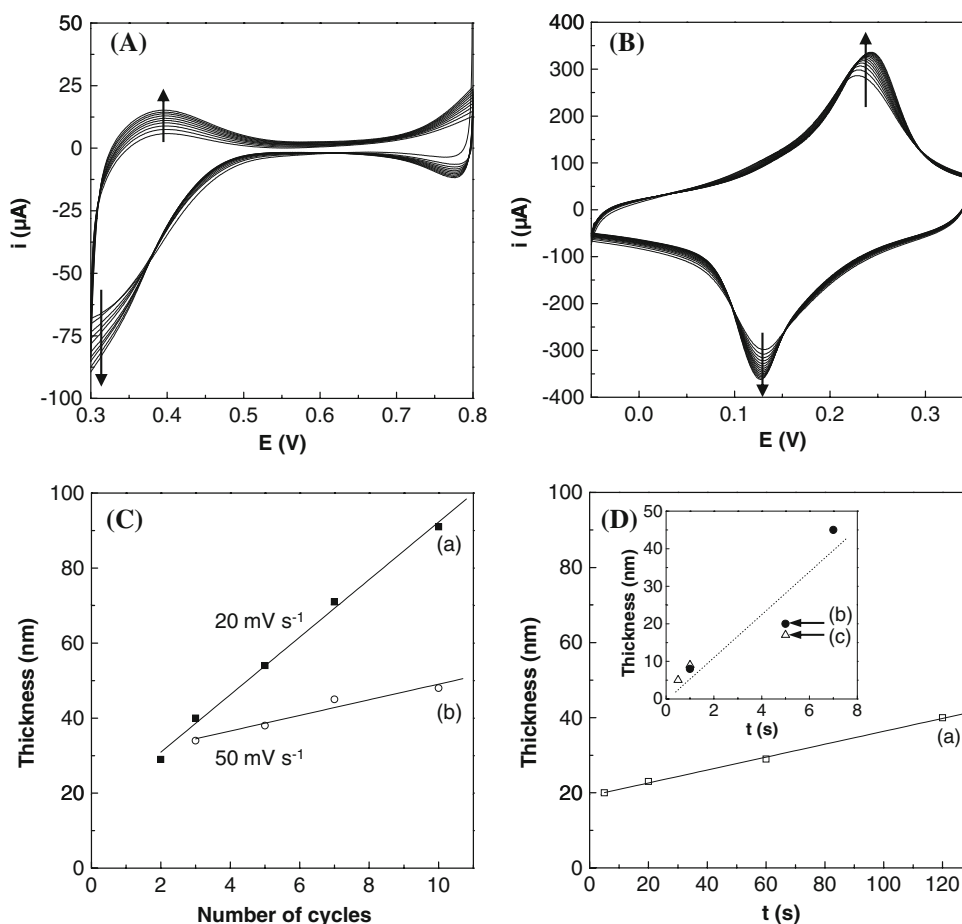 (A)
50
25
0
-25
-50
-75
-100
i (µA)
0.3 0.4 0.5 0.6 0.7 0.8
E (V)
(B)
400
300
200
100
0
-100
-200
-300
-400
i (µA)
0.0 0.1 0.2 0.3
E (V)
(C)
100
80
60
40
20
0
Thickness (nm)
(a)
20 mV s-1
(b)
50 mV s-1
0 2 4 6 8 10
Number of cycles
(D)
100
80
60
40
20
0
Thickness (nm)
50
40
30
20
10
0
Thickness (nm)
(b)
(c)
0 2 4 6 8
t (s)
(a)
0 20 40 60 80 100 120
t (s)